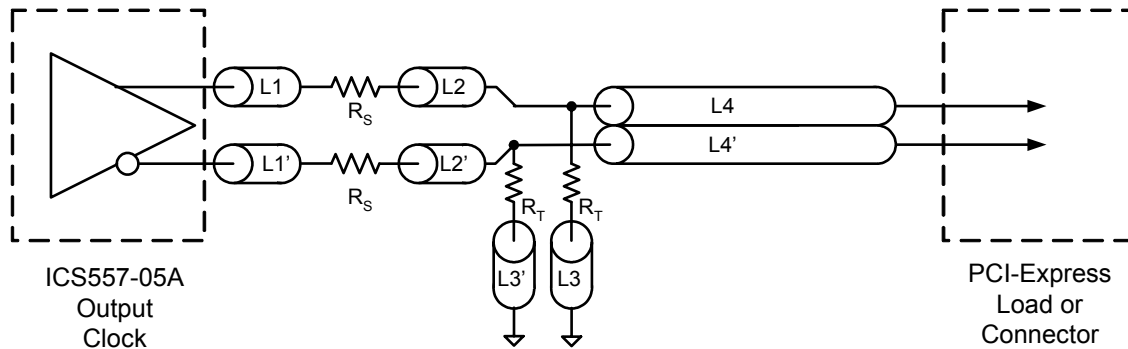 L1
L2
L4
R_S
L1’
L2’
L4’
R_S
R_T
R_T
L3’
L3
ICS557-05A
Output
Clock
PCI-Express
Load or
Connector